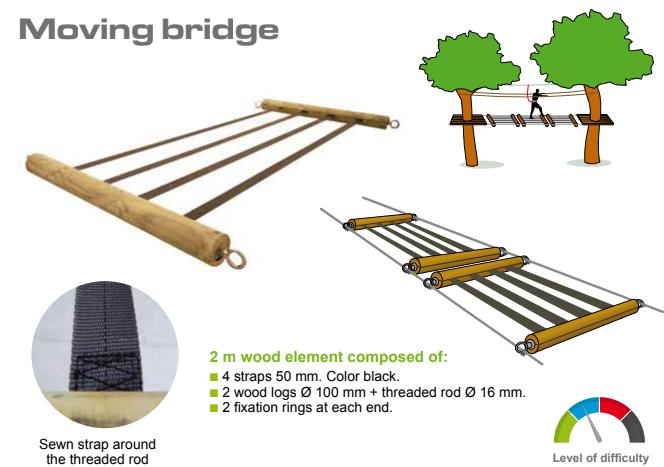 Moving bridge
2 m wood element composed of:
4 straps 50 mm. Color black.
2 wood logs Ø 100 mm + threaded rod Ø 16 mm.
2 fixation rings at each end.
Sewn strap around
the threaded rod
Level of difficulty